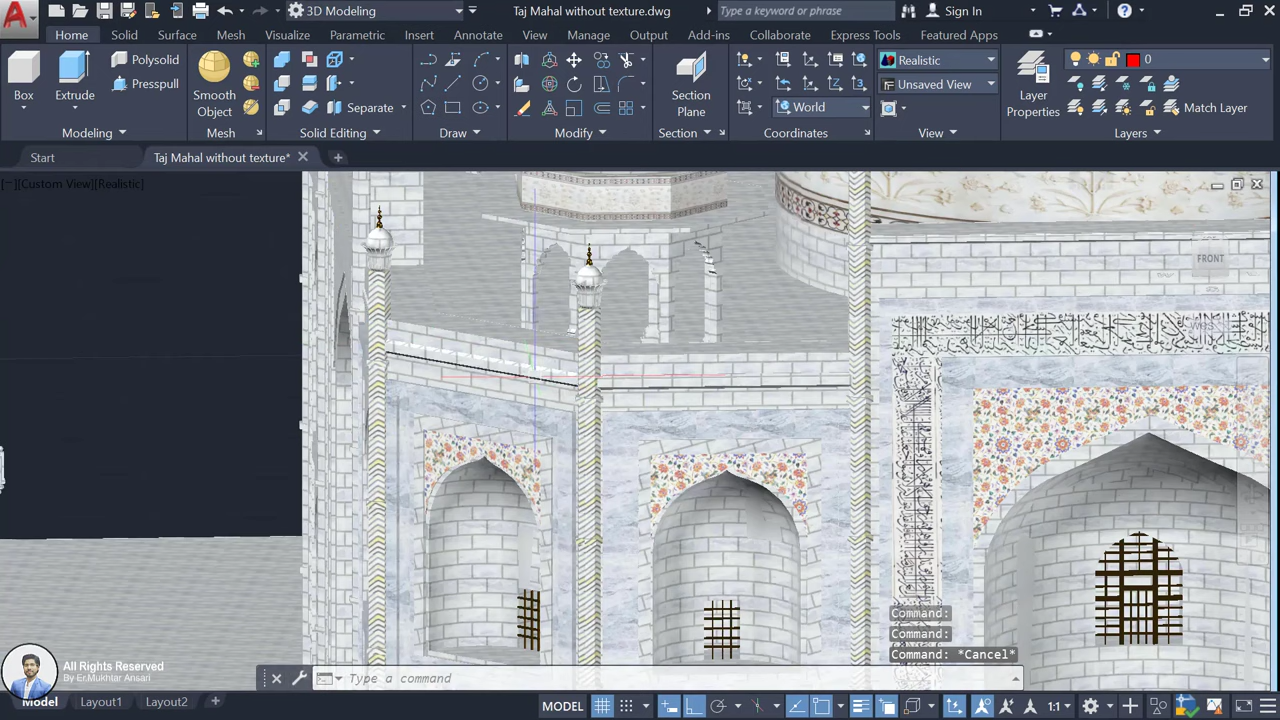 3D Modeling
Taj Mahal without texture.dwg
Type a keyword or phrase
Sign In
Home
Solid
Surface
Mesh
Visualize
Parametric
Insert
Annotate
View
Manage
Output
Add-ins
Collaborate
Express Tools
Featured Apps
Box
Extrude
Polysolid
Presspull
Smooth
Object
Separate
Section
Plane
World
Realistic
Unsaved View
Layer
Properties
0
Match Layer
Modeling
Mesh
Solid Editing
Draw
Modify
Section
Coordinates
View
Layers
Start
Taj Mahal without texture*
[−][Custom View][Realistic]
FRONT
Command:
Command:
Command: *Cancel*
Type a command
All Rights Reserved
By Er.Mukhtar Ansari
Model
Layout1
Layout2
MODEL
1:1